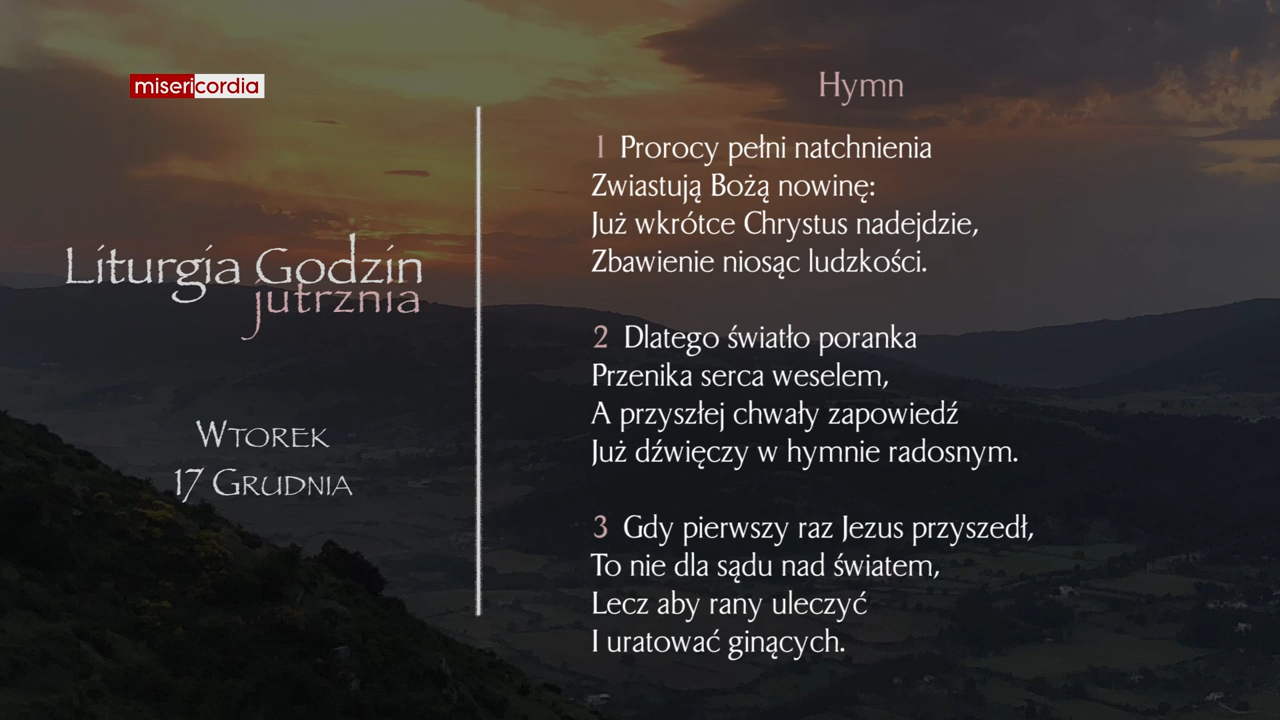 misericordia
Liturgia Godzin
jutrznia
Wtorek
17 Grudnia
Hymn
1 Prorocy pełni natchnienia
Zwiastują Bożą nowinę:
Już wkrótce Chrystus nadejdzie,
Zbawienie niosąc ludzkości.
2 Dlatego światło poranka
Przenika serca weselem,
A przyszłej chwały zapowiedź
Już dźwięczy w hymnie radosnym.
3 Gdy pierwszy raz Jezus przyszedł,
To nie dla sądu nad światem,
Lecz aby rany uleczyć
I uratować ginących.